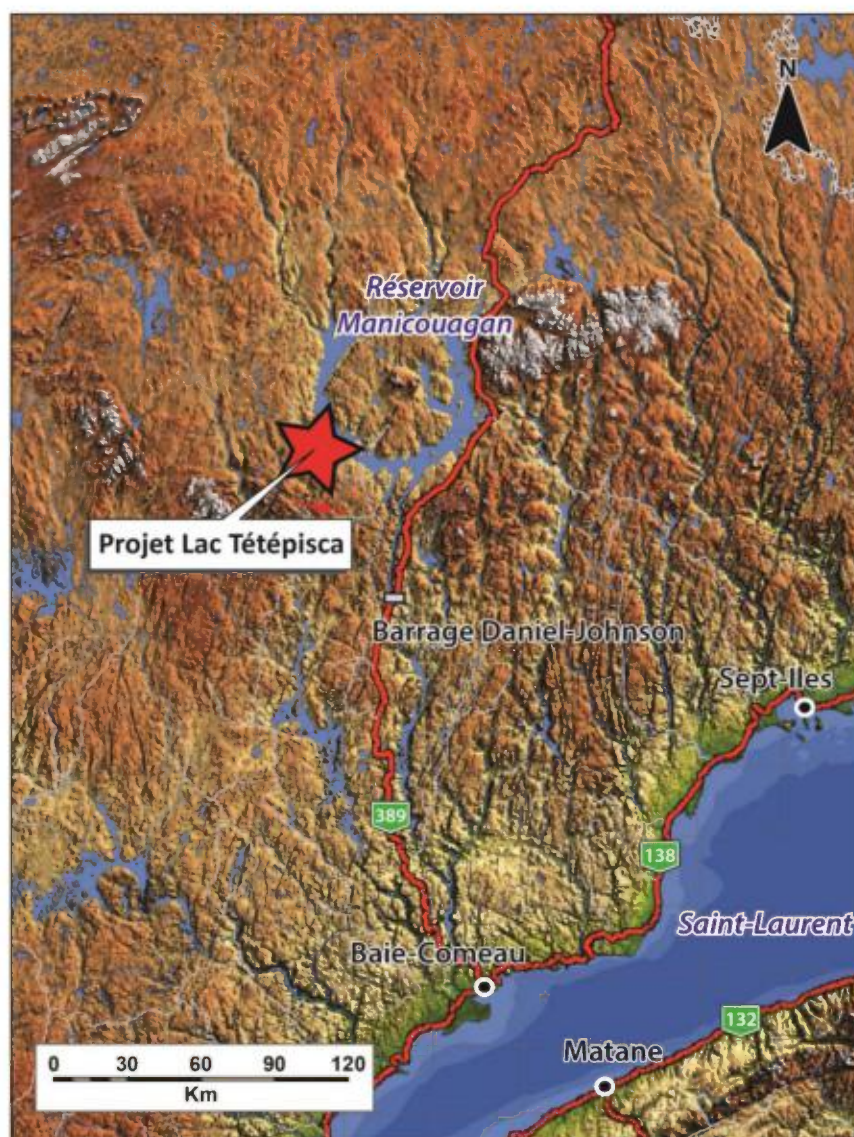 N
Réservoir
Manicouagan
Projet Lac Tétépisca
Barrage Daniel-Johnson
Sept-Iles
389
138
Saint-Laurent
Baie-Comeau
132
Matane
0 30 60 90 120
Km